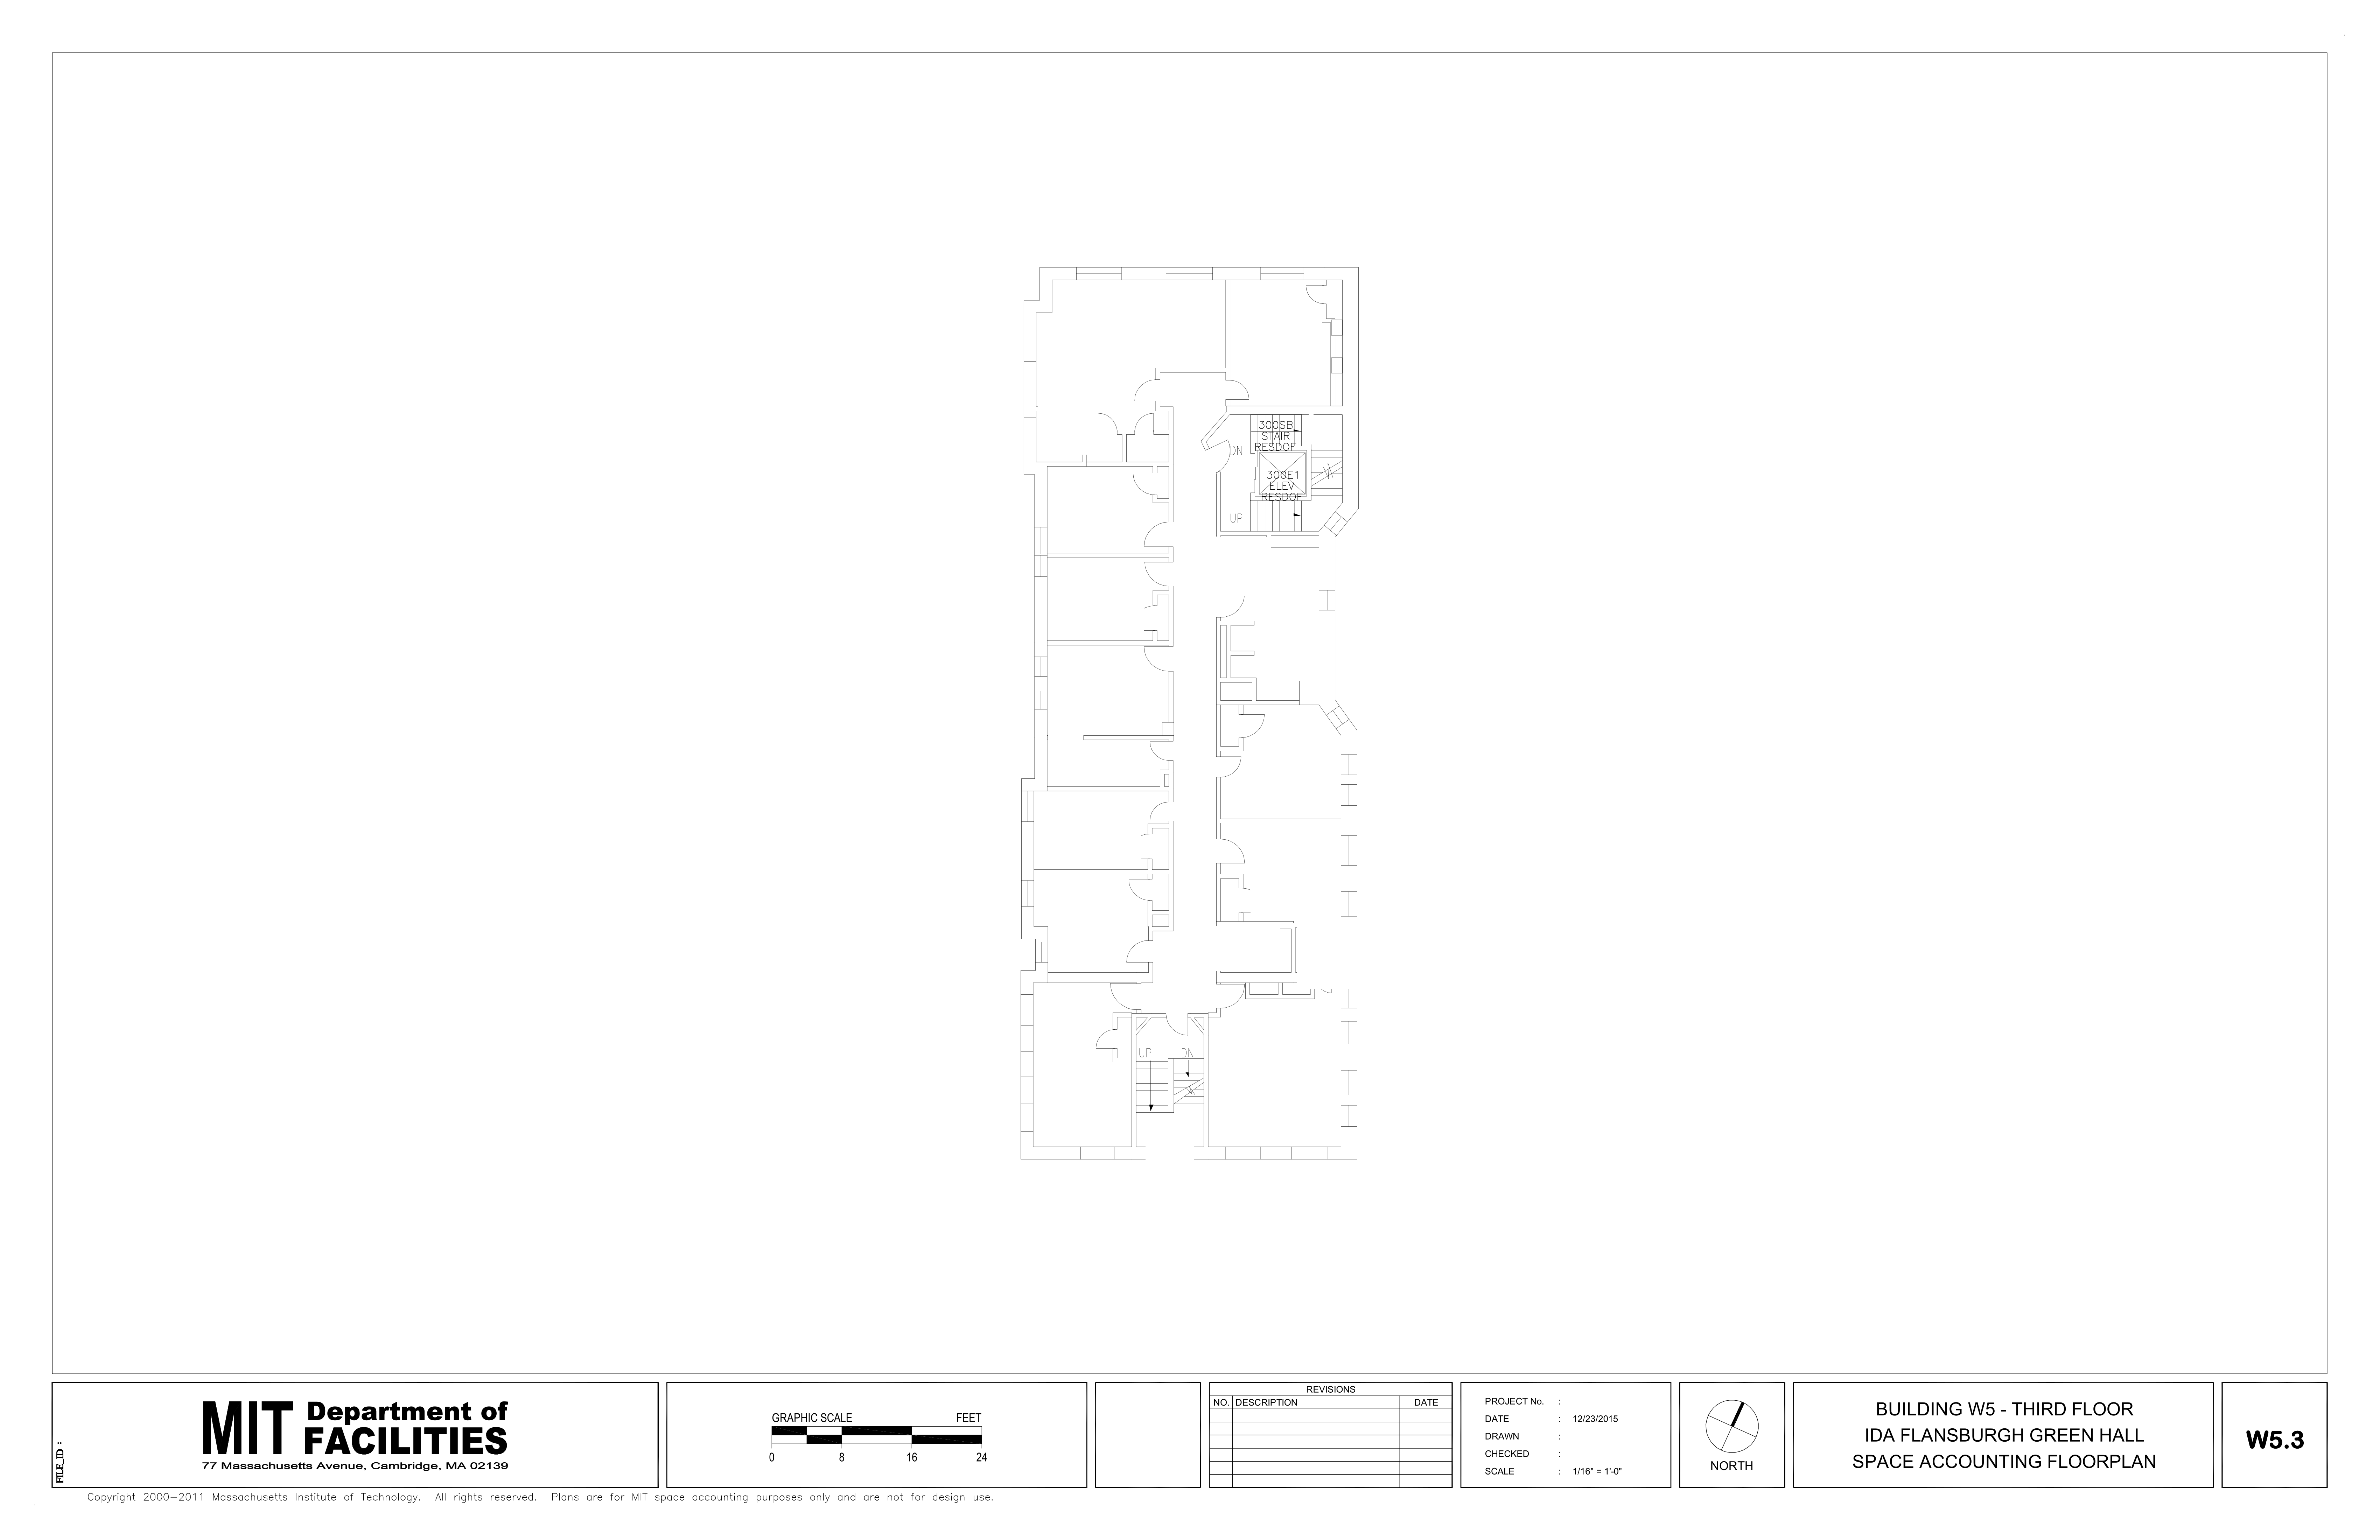 300SB
STAIR
RESDOF
DN
300E1
ELEV
RESDOF
UP
UP DN
FILE_ID :
MIT Department of
FACILITIES
77 Massachusetts Avenue, Cambridge, MA 02139
GRAPHIC SCALE FEET
0 8 16 24
REVISIONS
NO. DESCRIPTION DATE
PROJECT No. :
DATE : 12/23/2015
DRAWN :
CHECKED :
SCALE : 1/16" = 1'-0"
NORTH
BUILDING W5 - THIRD FLOOR
IDA FLANSBURGH GREEN HALL
SPACE ACCOUNTING FLOORPLAN
W5.3
Copyright 2000-2011 Massachusetts Institute of Technology. All rights reserved. Plans are for MIT space accounting purposes only and are not for design use.